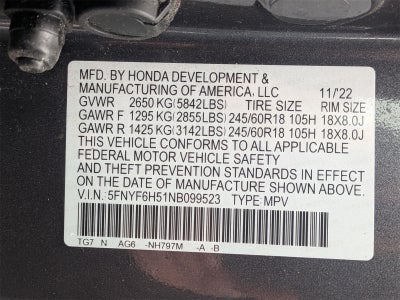 MFD. BY HONDA DEVELOPMENT &
MANUFACTURING OF AMERICA, LLC 11/'22
GVWR 2650 KG(5842LBS) TIRE SIZE RIM SIZE
GAWR F 1295 KG(2855LBS) 245/60R18 105H 18X8.0J
GAWR R 1425 KG(3142LBS) 245/60R18 105H 18X8.0J
THIS VEHICLE CONFORMS TO ALL APPLICABLE
FEDERAL MOTOR VEHICLE SAFETY
AND THEFT PREVENTION STANDARDS IN EFFECT
ON THE DATE OF MANUFACTURE SHOWN ABOVE.
V.I.N. 5FNYF6H51NB099523 TYPE: MPV
TG7 N AG6 -NH797M -A -B